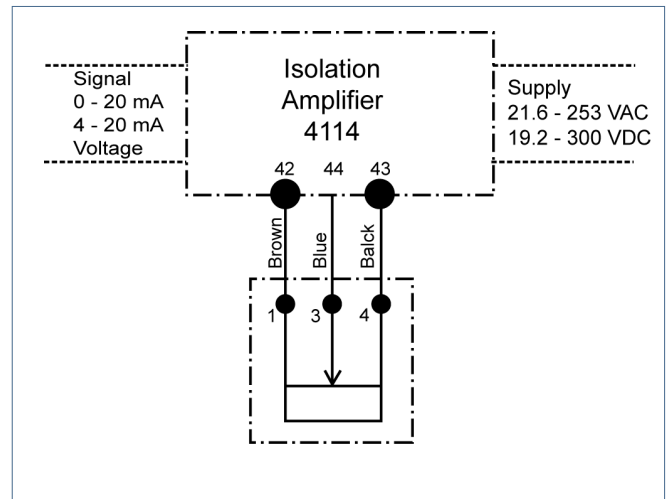 Isolation
Amplifier
4114
Signal
0 - 20 mA
4 - 20 mA
Voltage
Supply
21.6 - 253 VAC
19.2 - 300 VDC
42 44 43
Brown
Blue
Balck
1 3 4